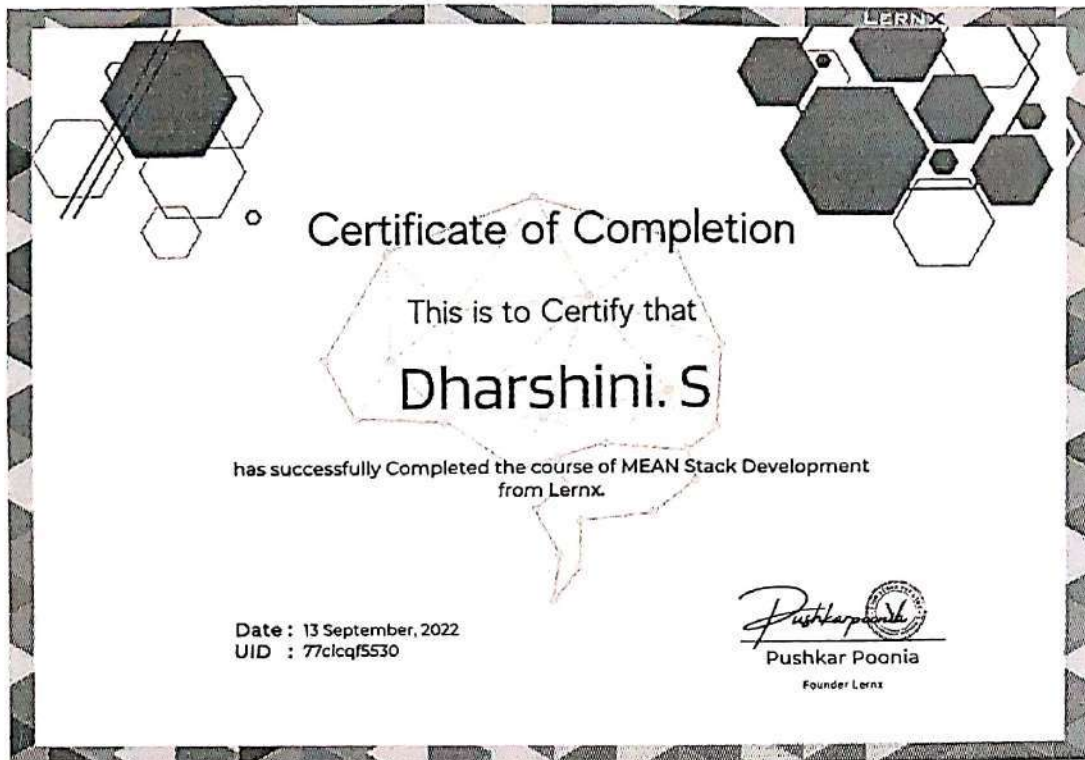 LERNX
Certificate of Completion
This is to Certify that
Dharshini. S
has successfully Completed the course of MEAN Stack Development
from Lernx.
Date : 13 September, 2022
UID : 77clcqf5530
Pushkarpoonia
Pushkar Poonia
Founder Lernx